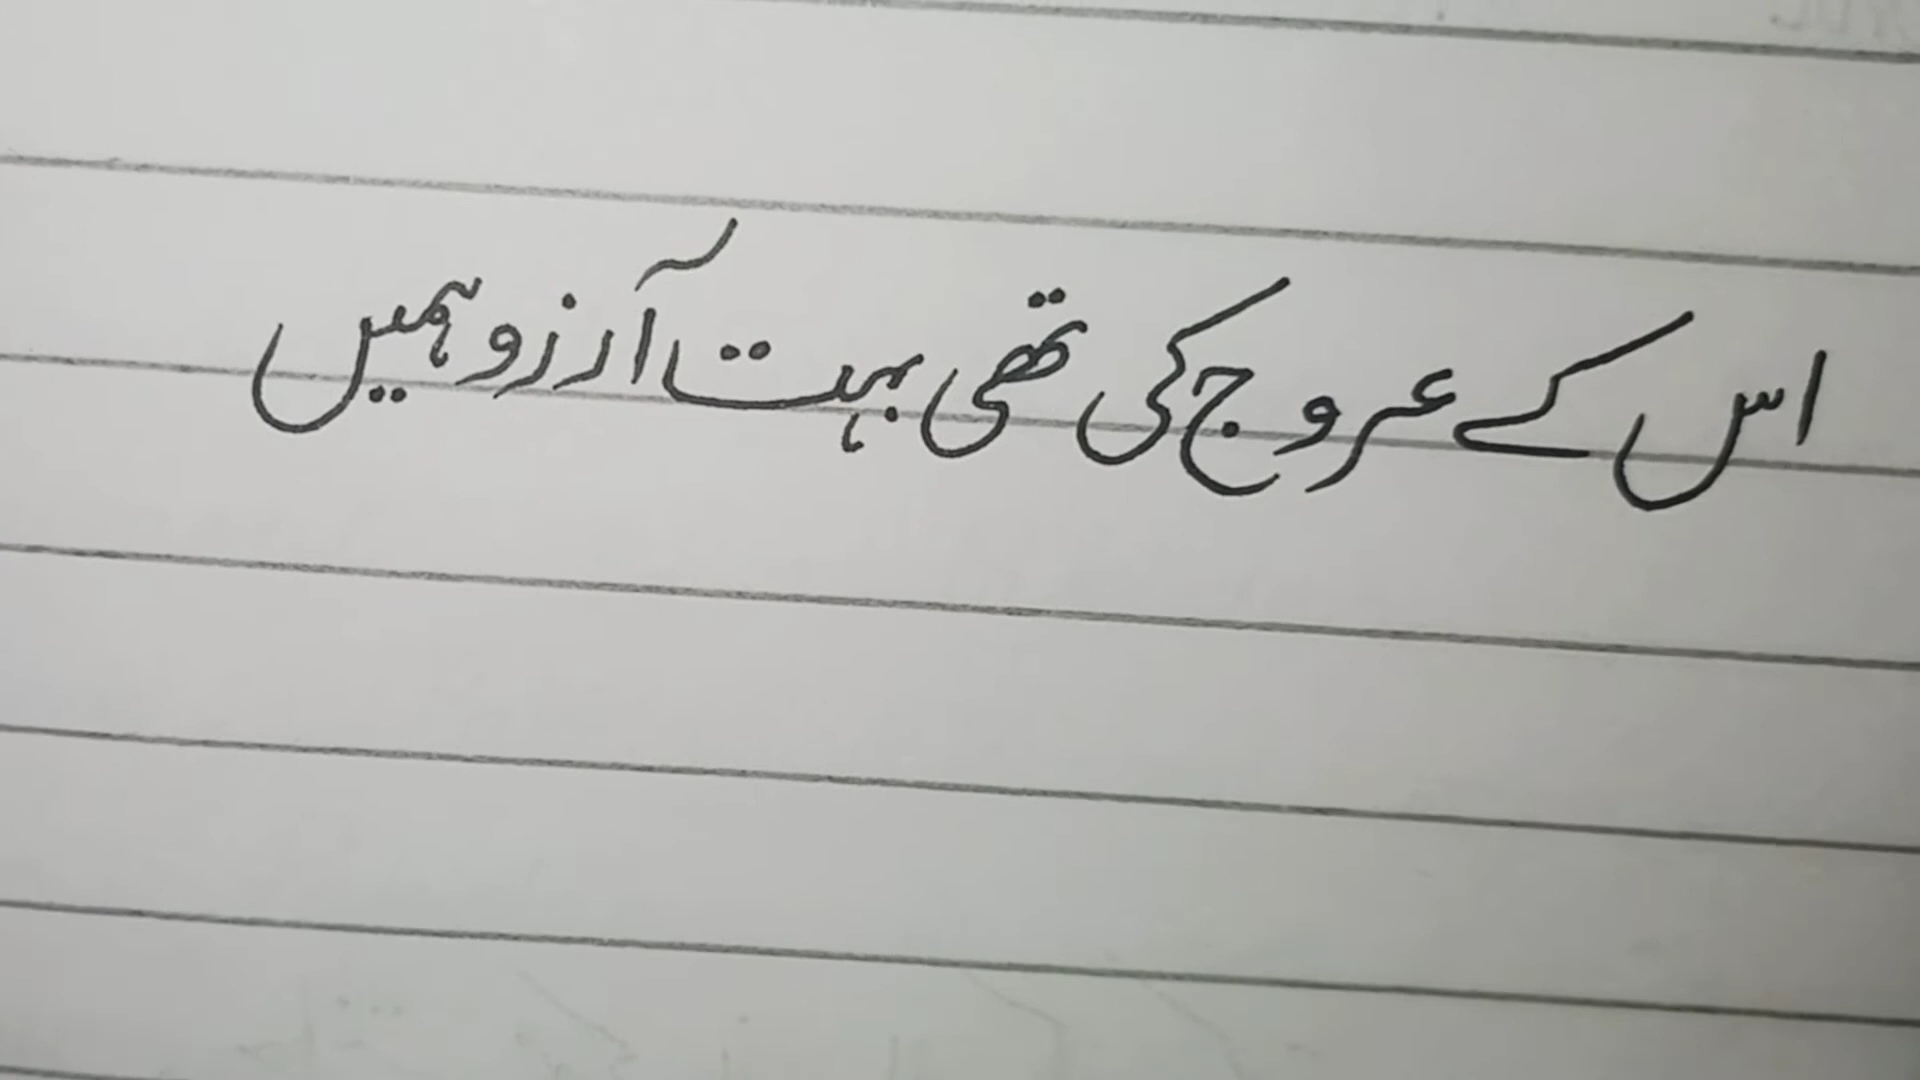 اس کے عروج کی تھی بہت آرزو ہمیں